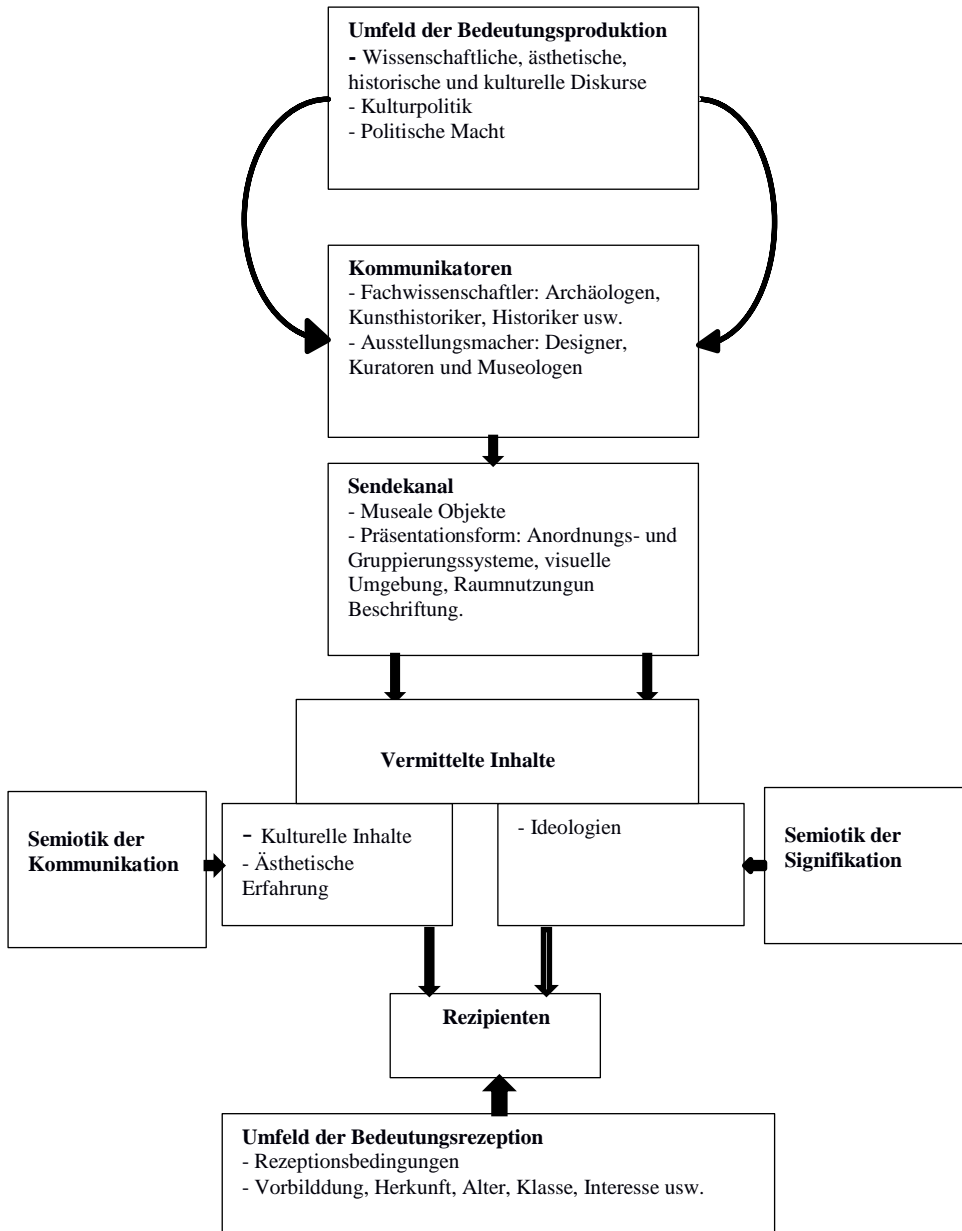 Umfeld der Bedeutungsproduktion
- Wissenschaftliche, ästhetische,
historische und kulturelle Diskurse
- Kulturpolitik
- Politische Macht
Kommunikatoren
- Fachwissenschaftler: Archäologen,
Kunsthistoriker, Historiker usw.
- Ausstellungsmacher: Designer,
Kuratoren und Museologen
Sendekanal
- Museale Objekte
- Präsentationsform: Anordnungs- und
Gruppierungssysteme, visuelle
Umgebung, Raumnutzungun
Beschriftung.
Vermittelte Inhalte
Semiotik der
Kommunikation
- Kulturelle Inhalte
- Ästhetische
Erfahrung
- Ideologien
Semiotik der
Signifikation
Rezipienten
Umfeld der Bedeutungsrezeption
- Rezeptionsbedingungen
- Vorbilddung, Herkunft, Alter, Klasse, Interesse usw.